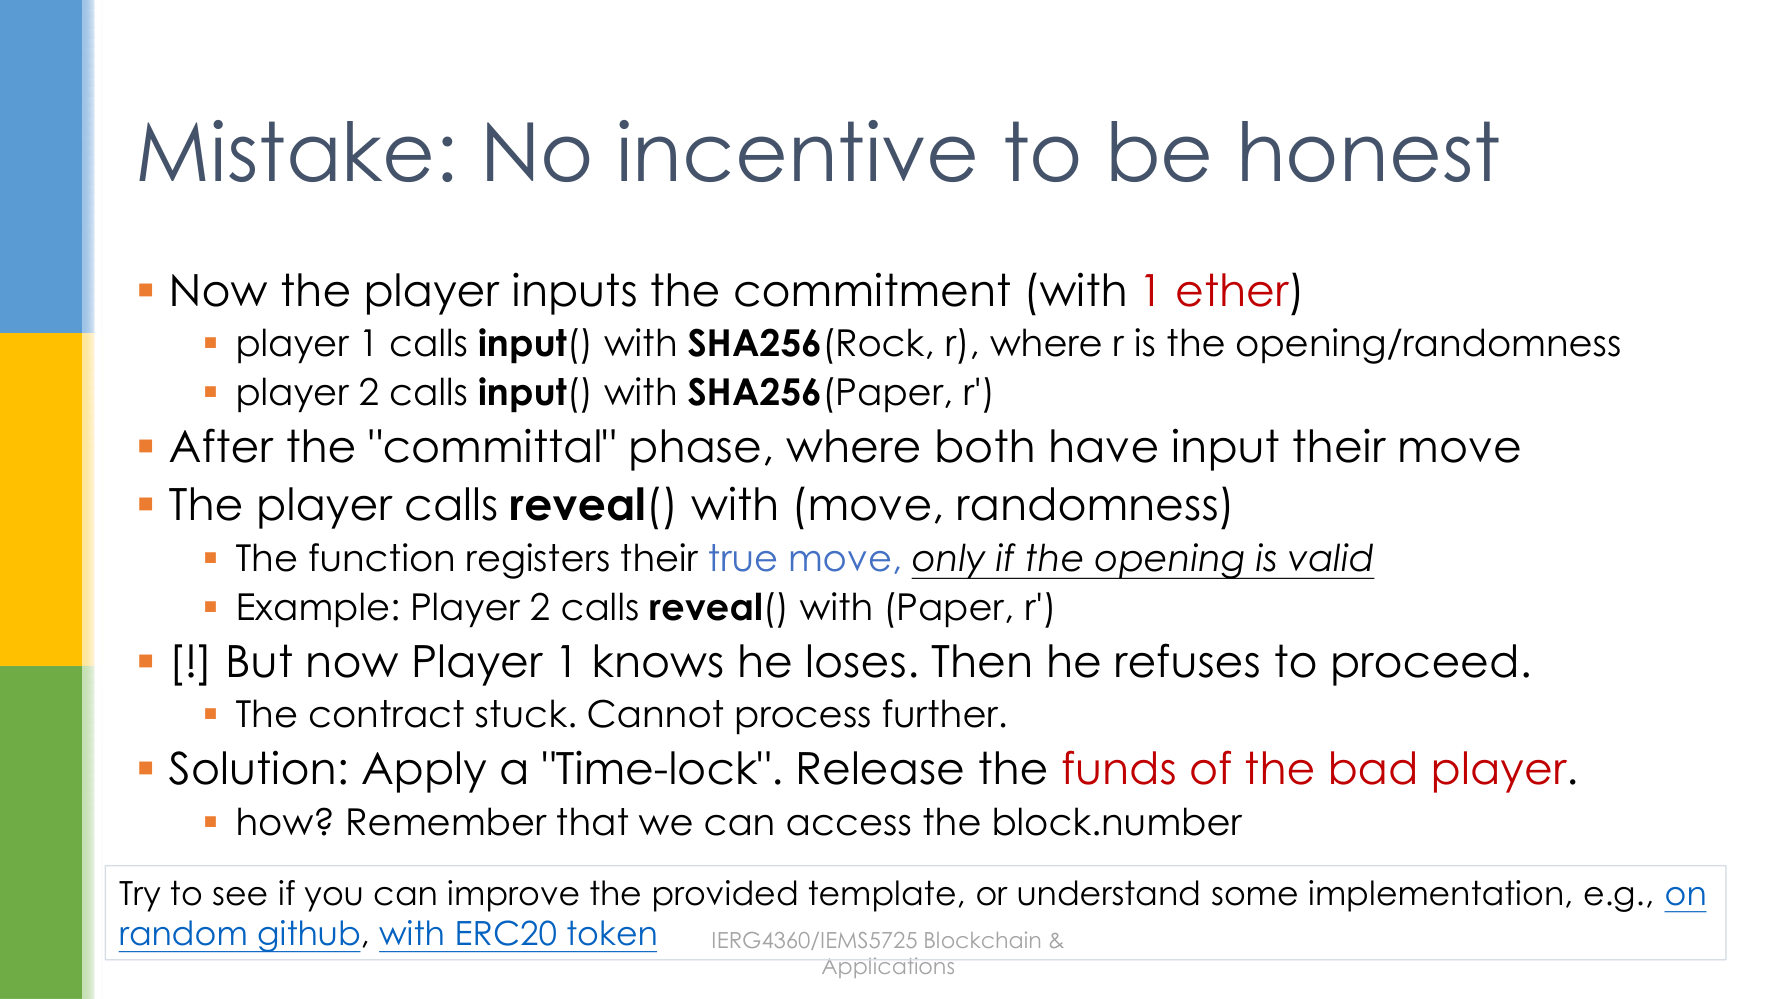 Mistake: No incentive to be honest
Now the player inputs the commitment (with 1 ether)
player 1 calls input() with SHA256(Rock, r), where r is the opening/randomness
player 2 calls input() with SHA256(Paper, r')
After the "committal" phase, where both have input their move
The player calls reveal() with (move, randomness)
The function registers their true move, only if the opening is valid
Example: Player 2 calls reveal() with (Paper, r')
[!] But now Player 1 knows he loses. Then he refuses to proceed.
The contract stuck. Cannot process further.
Solution: Apply a "Time-lock". Release the funds of the bad player.
how? Remember that we can access the block.number
Try to see if you can improve the provided template, or understand some implementation, e.g., on
random github, with ERC20 token
IERG4360/IEMS5725 Blockchain &
Applications